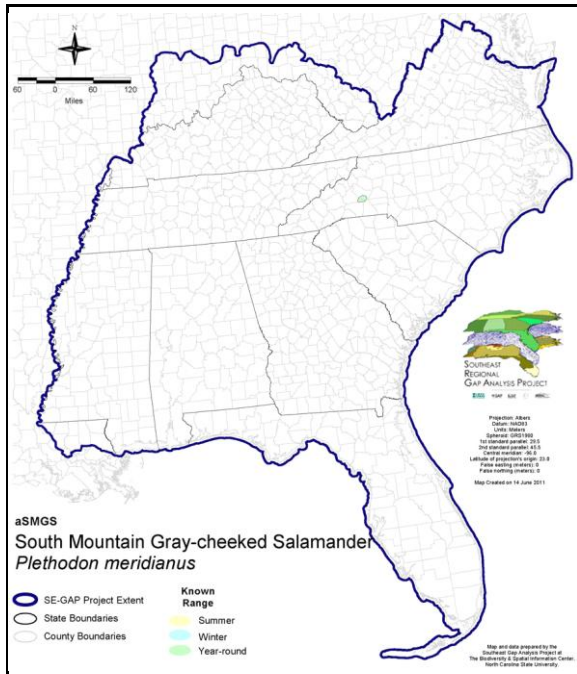 N
60 0 60 120
Miles
SOUTHEAST
REGIONAL
GAP ANALYSIS PROJECT
Projection: Albers
Datum: NAD83
Units: Meters
Spheroid: GRS1980
1st standard parallel: 29.5
2nd standard parallel: 45.5
Central meridian: -96.0
Latitude of projection's origin: 23.0
False easting (meters): 0
False northing (meters): 0
Map Created on 14 June 2011
aSMGS
South Mountain Gray-cheeked Salamander
Plethodon meridianus
SE-GAP Project Extent
State Boundaries
County Boundaries
Known
Range
Summer
Winter
Year-round
Map and data prepared by the
Southeast Gap Analysis Project at
The Biodiversity & Spatial Information Center,
North Carolina State University.